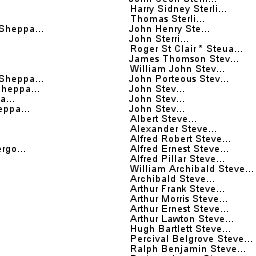 Harry Sidney Sterli...
Thomas Sterli...
Sheppa... John Henry Ste...
John Sterri...
Roger St Clair * Steua...
James Thomson Stev...
William John Stev...
Sheppa... John Porteous Stev...
heppa... John Stev...
a... John Stev...
eppa... John Stev...
Albert Steve...
Alexander Steve...
Alfred Robert Steve...
ergo... Alfred Ernest Steve...
Alfred Pillar Steve...
William Archibald Steve...
Archibald Steve...
Arthur Frank Steve...
Arthur Morris Steve...
Arthur Ernest Steve...
Arthur Lawton Steve...
Hugh Bartlett Steve...
Percival Belgrove Steve...
Ralph Benjamin Steve...